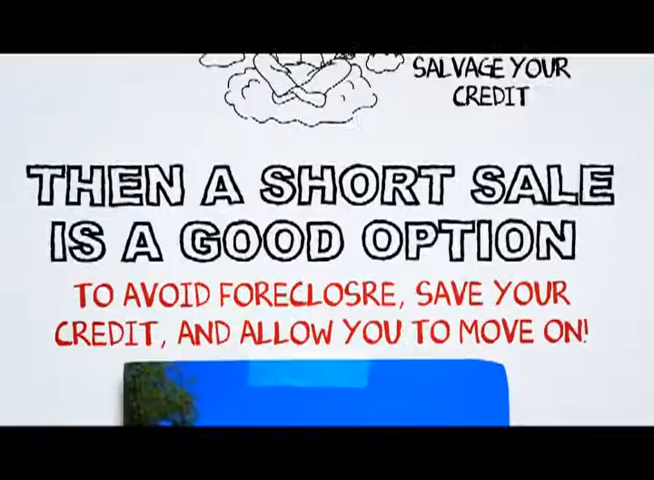 SALVAGE YOUR
CREDIT
THEN A SHORT SALE
IS A GOOD OPTION
TO AVOID FORECLOSRE, SAVE YOUR
CREDIT, AND ALLOW YOU TO MOVE ON!